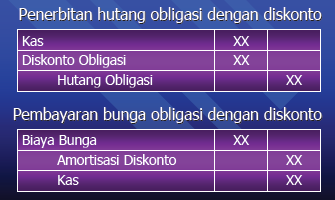 Penerbitan hutang obligasi dengan diskonto
Kas XX
Diskonto Obligasi XX
Hutang Obligasi XX
Pembayaran bunga obligasi dengan diskonto
Biaya Bunga XX
Amortisasi Diskonto XX
Kas XX